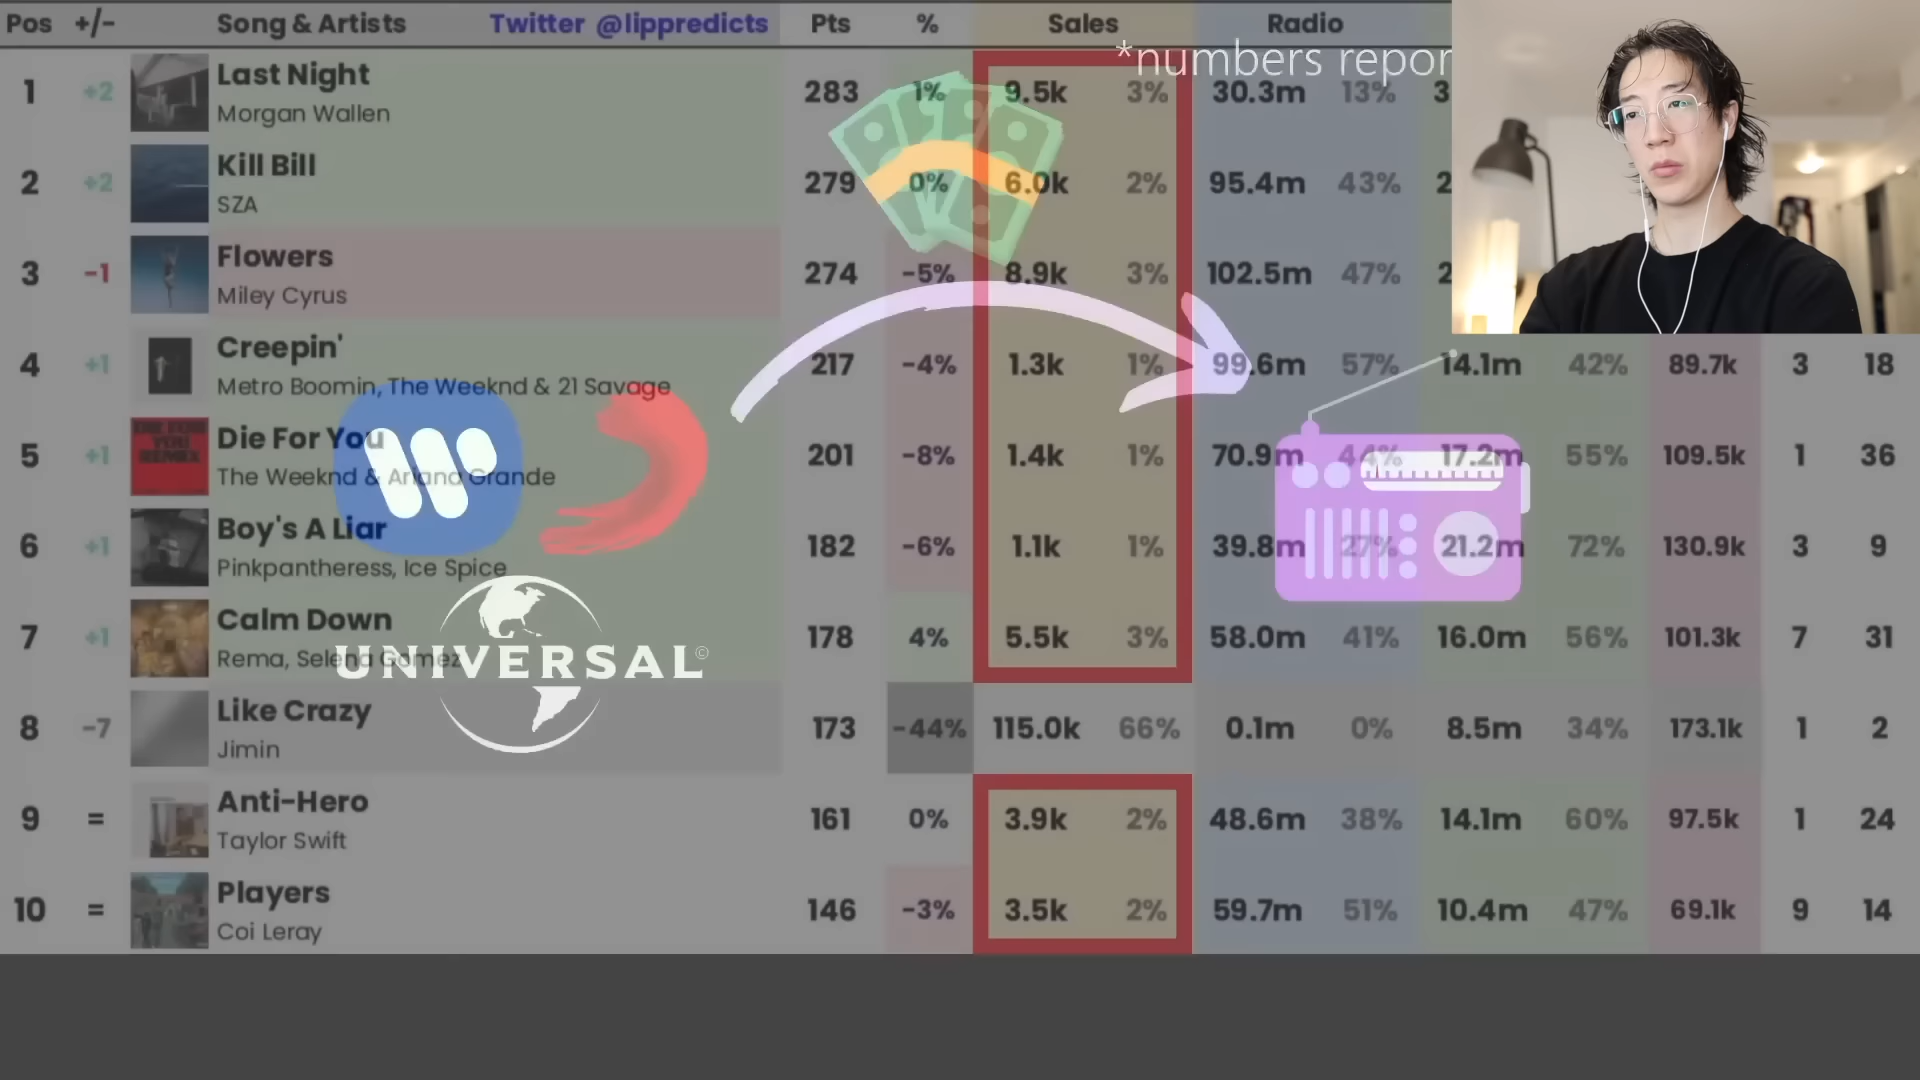 Pos +/- Song & Artists Twitter @lippredicts Pts % Sales Radio
*numbers repor
1 +2 Last Night 283 1% 9.5k 3% 30.3m 13% 3
Morgan Wallen
2 +2 Kill Bill 279 0% 6.0k 2% 95.4m 43% 2
SZA
3 -1 Flowers 274 -5% 8.9k 3% 102.5m 47% 2
Miley Cyrus
4 +1 Creepin' 217 -4% 1.3k 1% 99.6m 57% 14.1m 42% 89.7k 3 18
Metro Boomin, The Weeknd & 21 Savage
5 +1 Die For You 201 -8% 1.4k 1% 70.9m 44% 17.2m 55% 109.5k 1 36
The Weeknd & Ariana Grande
6 +1 Boy's A Liar 182 -6% 1.1k 1% 39.8m 27% 21.2m 72% 130.9k 3 9
Pinkpantheress, Ice Spice
7 +1 Calm Down 178 4% 5.5k 3% 58.0m 41% 16.0m 56% 101.3k 7 31
Rema, Selena Gomez
UNIVERSAL©
8 -7 Like Crazy 173 -44% 115.0k 66% 0.1m 0% 8.5m 34% 173.1k 1 2
Jimin
9 = Anti-Hero 161 0% 3.9k 2% 48.6m 38% 14.1m 60% 97.5k 1 24
Taylor Swift
10 = Players 146 -3% 3.5k 2% 59.7m 51% 10.4m 47% 69.1k 9 14
Coi Leray